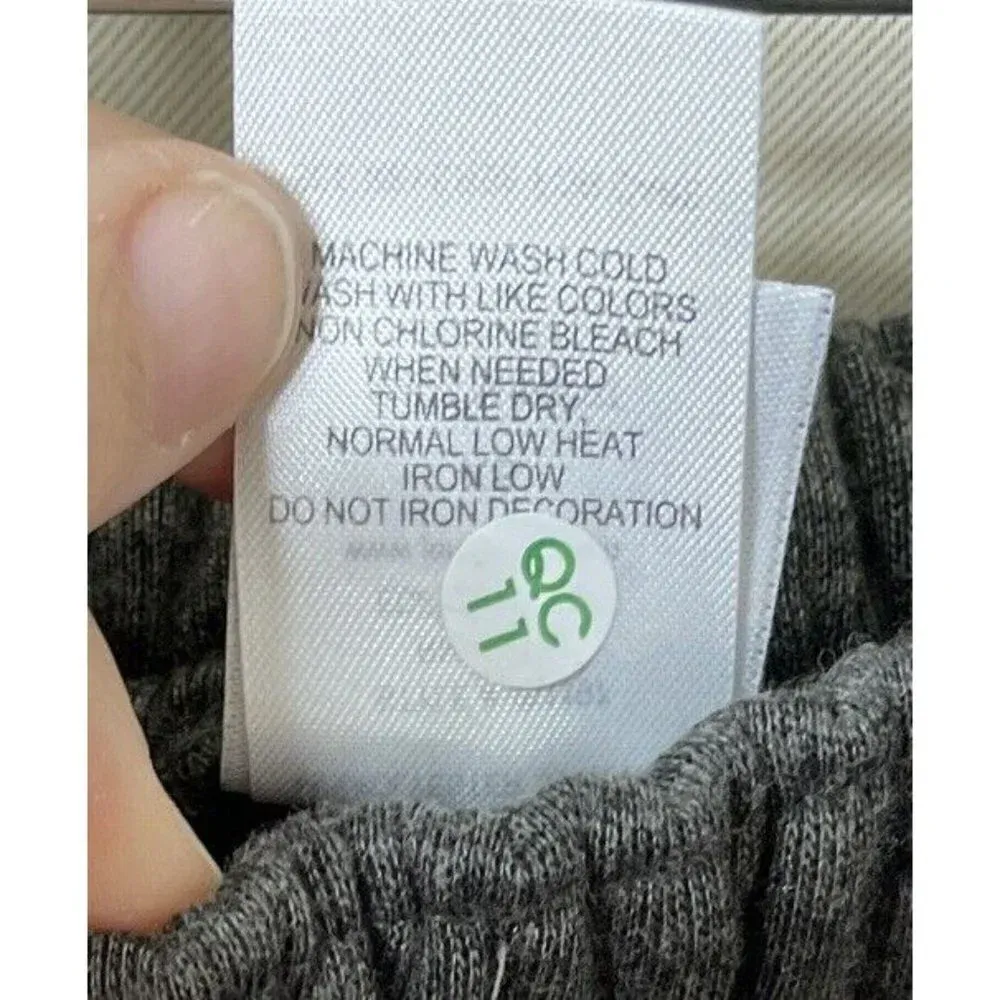 MACHINE WASH COLD
WASH WITH LIKE COLORS
NON CHLORINE BLEACH
WHEN NEEDED
TUMBLE DRY,
NORMAL LOW HEAT
IRON LOW
DO NOT IRON DECORATION
QC
11